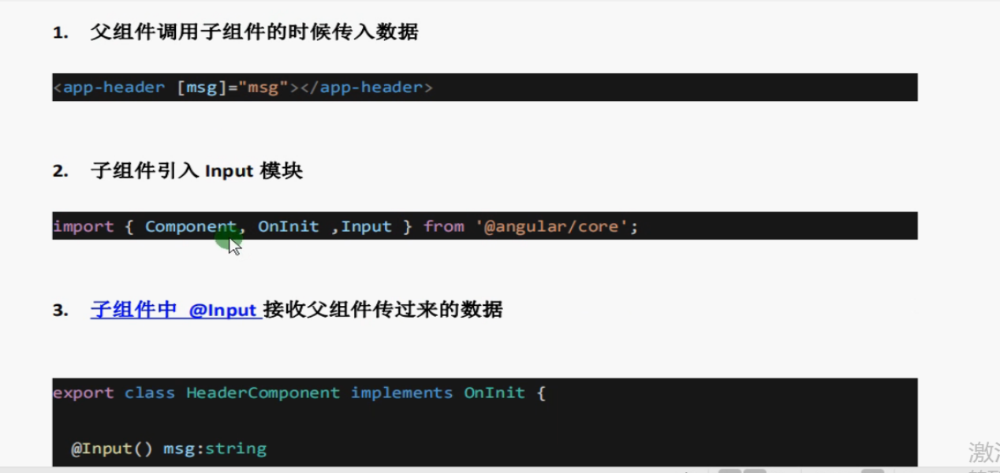 1. 父组件调用子组件的时候传入数据
<app-header [msg]="msg"></app-header>
2. 子组件引入 Input 模块
import { Component, OnInit ,Input } from '@angular/core';
3. 子组件中 @Input 接收父组件传过来的数据
export class HeaderComponent implements OnInit {
@Input() msg:string